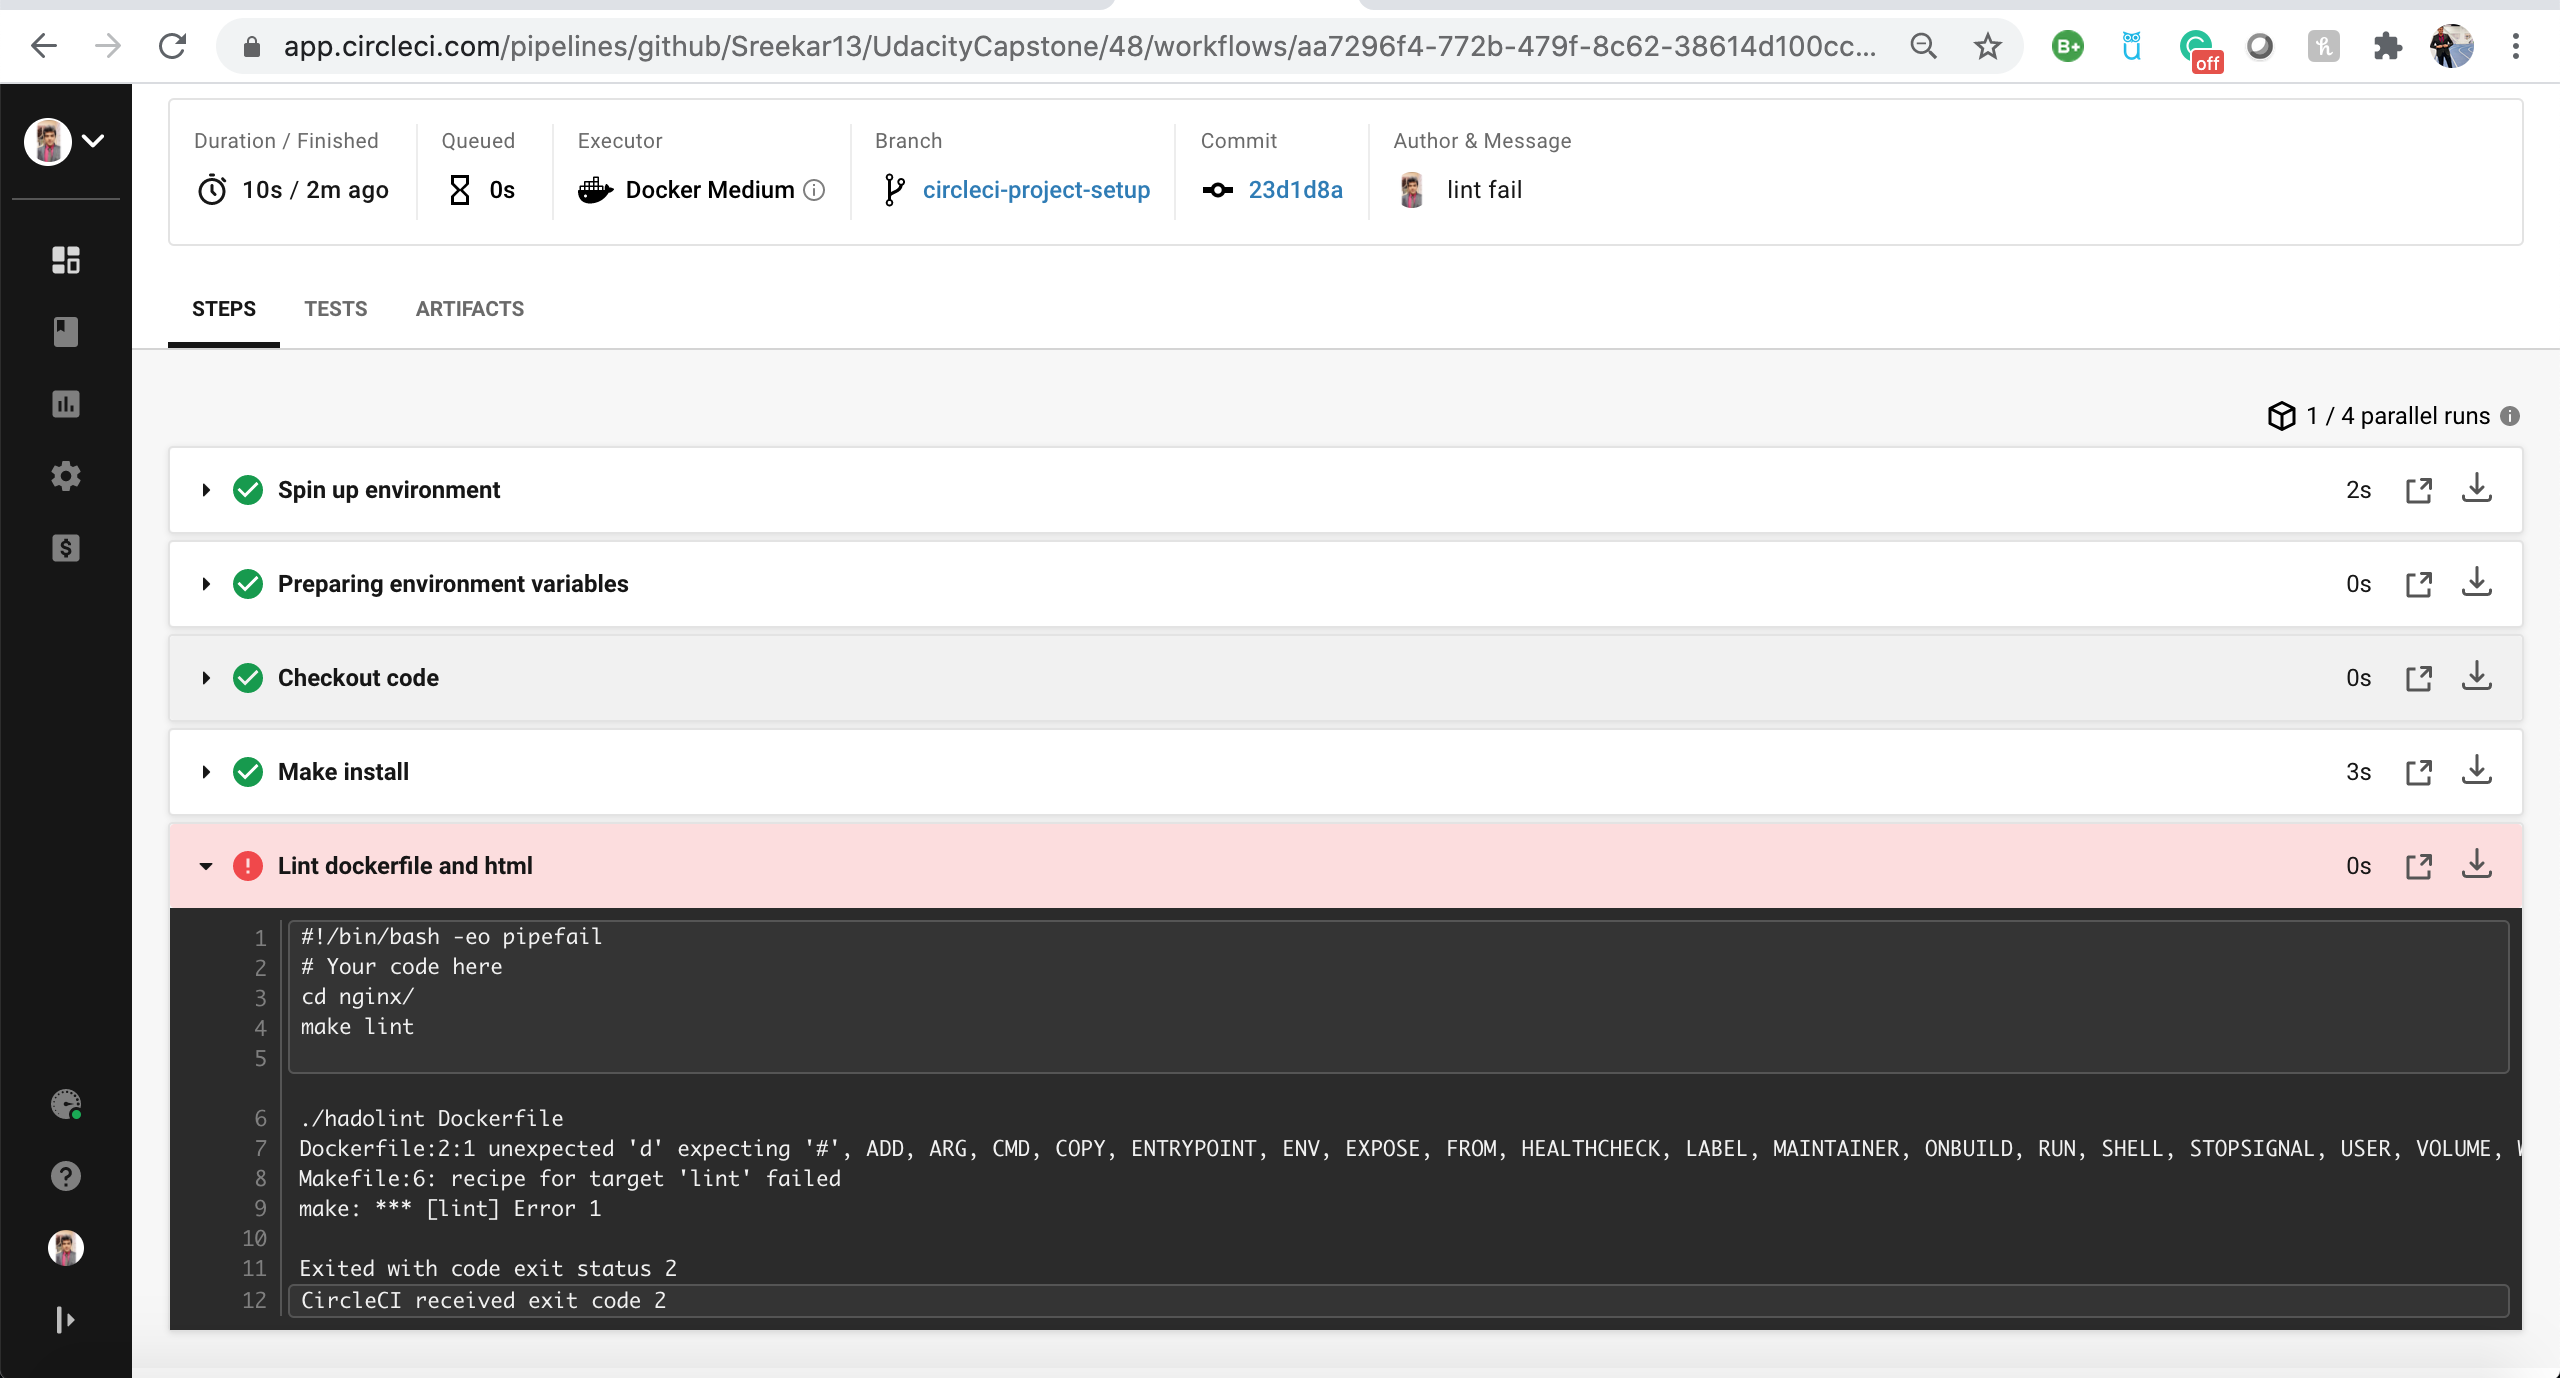 app.circleci.com/pipelines/github/Sreekar13/UdacityCapstone/48/workflows/aa7296f4-772b-479f-8c62-38614d100cc...
B+
off
Duration / Finished
Queued
Executor
Branch
Commit
Author & Message
10s / 2m ago
0s
Docker Medium
circleci-project-setup
23d1d8a
lint fail
STEPS
TESTS
ARTIFACTS
1 / 4 parallel runs
Spin up environment
2s
Preparing environment variables
0s
Checkout code
0s
Make install
3s
Lint dockerfile and html
0s
1 #!/bin/bash -eo pipefail
2 # Your code here
3 cd nginx/
4 make lint
5
6 ./hadolint Dockerfile
7 Dockerfile:2:1 unexpected 'd' expecting '#', ADD, ARG, CMD, COPY, ENTRYPOINT, ENV, EXPOSE, FROM, HEALTHCHECK, LABEL, MAINTAINER, ONBUILD, RUN, SHELL, STOPSIGNAL, USER, VOLUME,
8 Makefile:6: recipe for target 'lint' failed
9 make: *** [lint] Error 1
10
11 Exited with code exit status 2
12 CircleCI received exit code 2